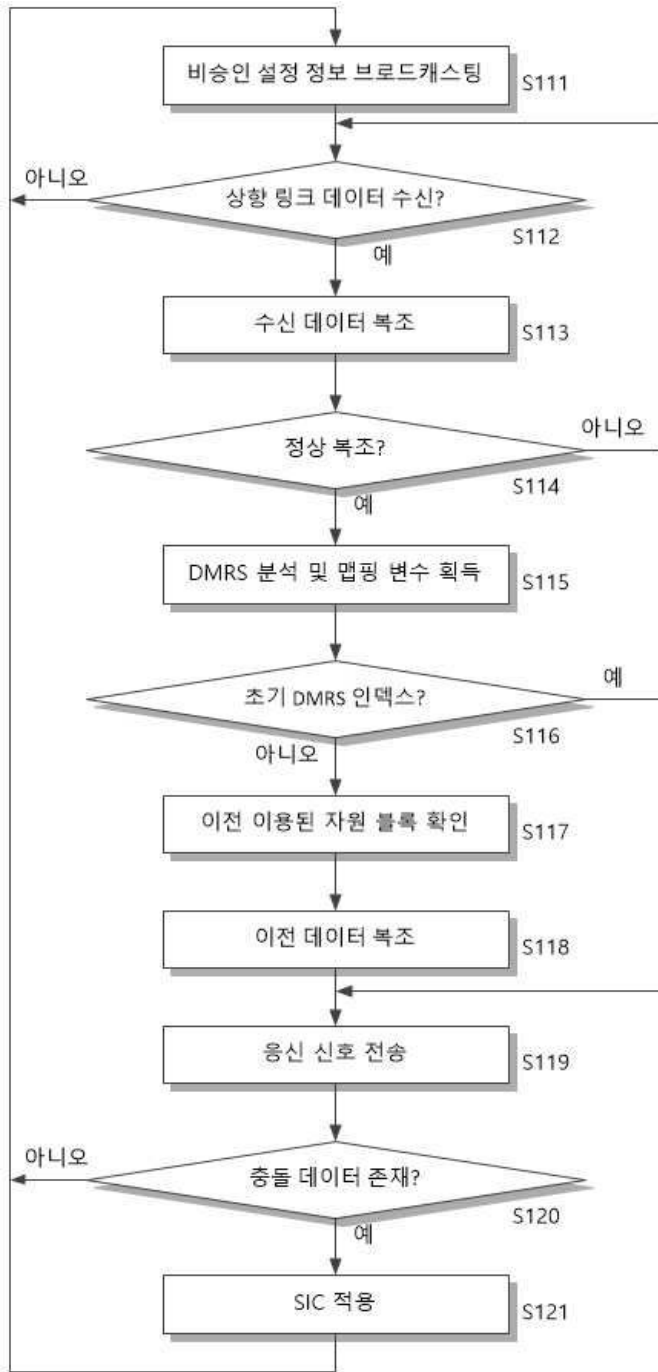 비승인 설정 정보 브로드캐스팅
S111
아니오
상향 링크 데이터 수신?
S112
예
수신 데이터 복조
S113
정상 복조?
아니오
S114
예
DMRS 분석 및 맵핑 변수 획득
S115
초기 DMRS 인덱스?
예
S116
아니오
이전 이용된 자원 블록 확인
S117
이전 데이터 복조
S118
응신 신호 전송
S119
아니오
충돌 데이터 존재?
S120
예
SIC 적용
S121